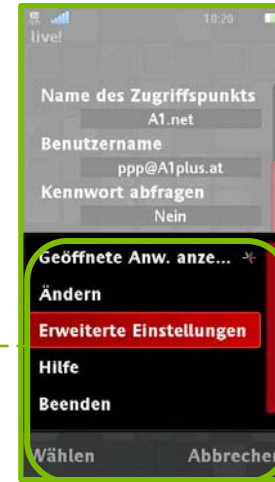 10:20
live!
Name des Zugriffspunkts
A1.net
Benutzername
ppp@A1plus.at
Kennwort abfragen
Nein
Geöffnete Anw. anze...
Ändern
Erweiterte Einstellungen
Hilfe
Beenden
Wählen Abbrechen